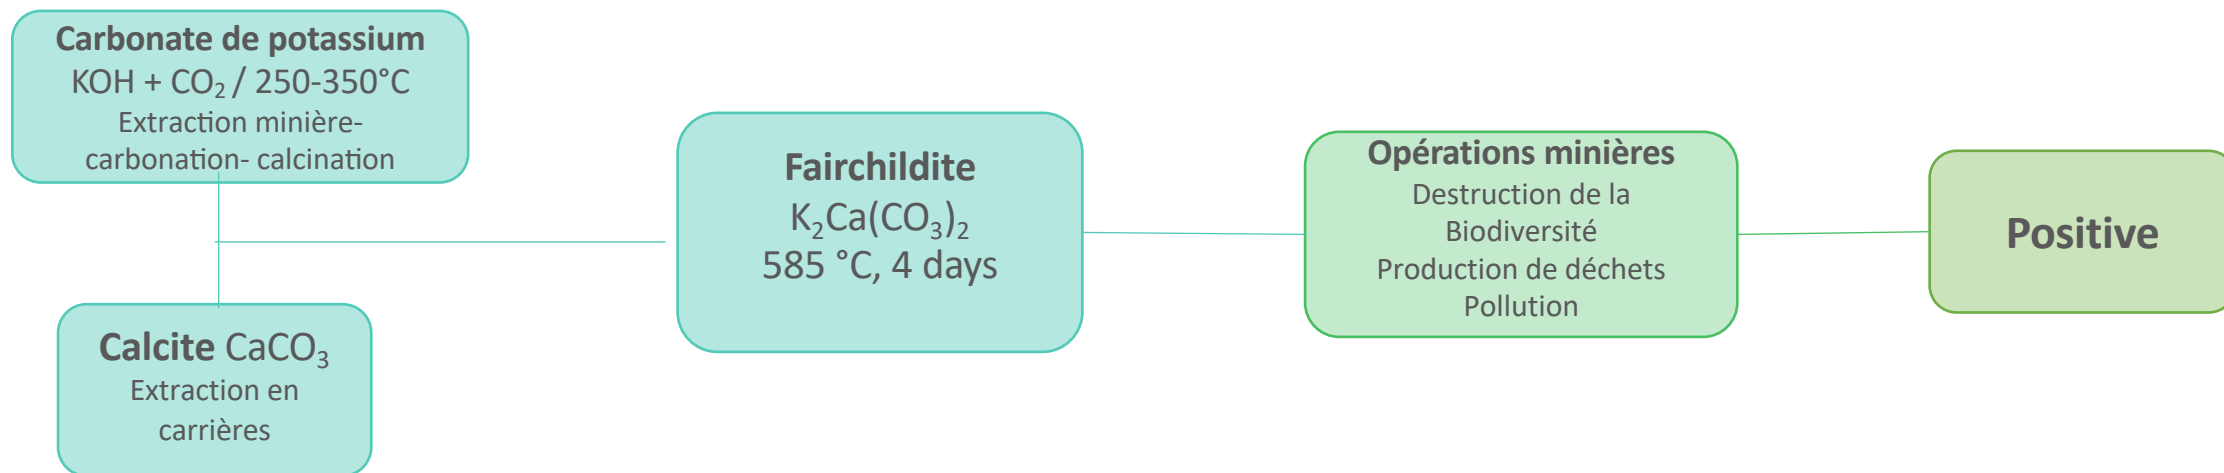 Carbonate de potassium
KOH + CO₂ / 250-350°C
Extraction minière-
carbonation- calcination
Calcite CaCO₃
Extraction en
carrières
Fairchildite
K₂Ca(CO₃)₂
585 °C, 4 days
Opérations minières
Destruction de la
Biodiversité
Production de déchets
Pollution
Positive